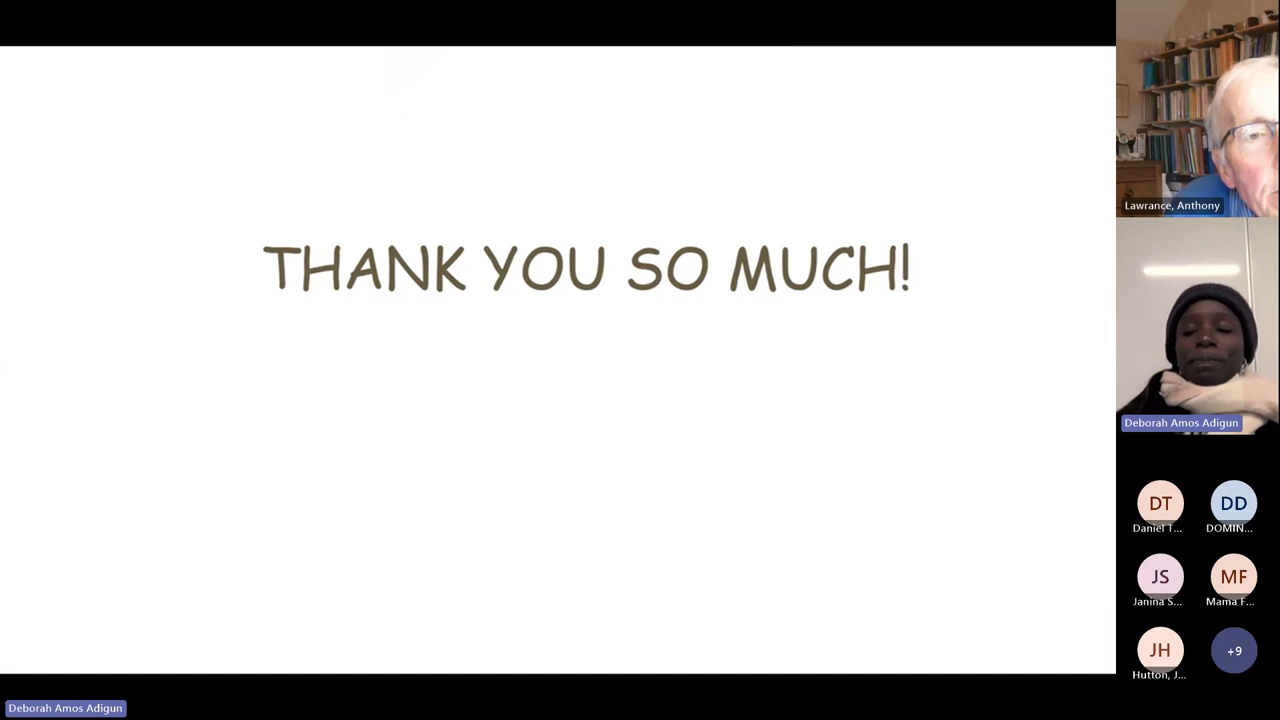 THANK YOU SO MUCH!
Lawrance, Anthony
Deborah Amos Adigun
DT
DD
Daniel T...
DOMIN...
JS
MF
Janina S...
Mama F...
JH
+9
Hutton, J...
Deborah Amos Adigun